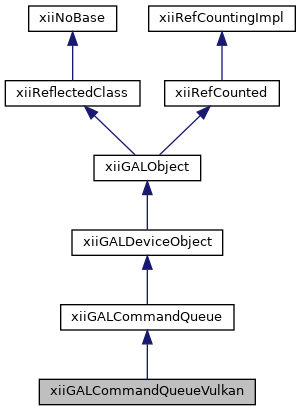 xiiNoBase
xiiRefCountingImpl
xiiReflectedClass
xiiRefCounted
xiiGALObject
xiiGALDeviceObject
xiiGALCommandQueue
xiiGALCommandQueueVulkan